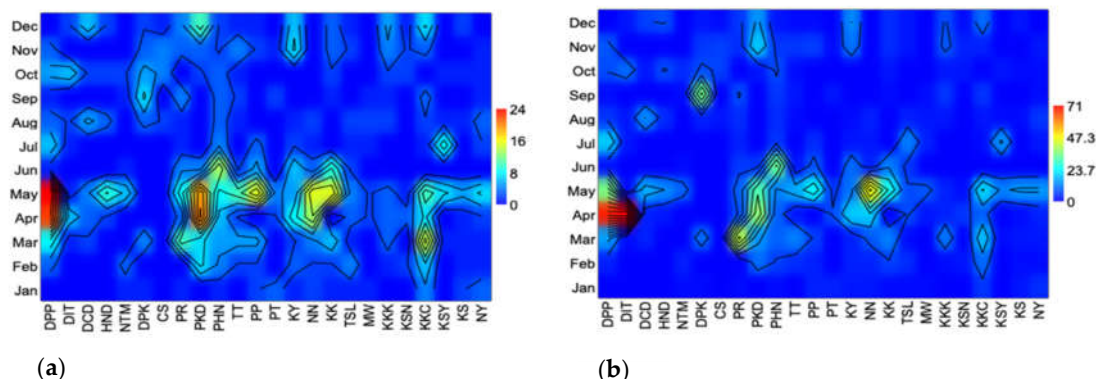 Dec
Nov
Oct
Sep
Aug
Jul
Jun
May
Apr
Mar
Feb
Jan
24
16
8
0
DPP DIT DCD HND NTM DPK CS PR PKD PHN TT PP PT KY NN KK TSL MW KKK KSN KKC KSY KS NY
(a)
Dec
Nov
Oct
Sep
Aug
Jul
Jun
May
Apr
Mar
Feb
Jan
71
47.3
23.7
0
DPP DIT DCD HND NTM DPK CS PR PKD PHN TT PP PT KY NN KK TSL MW KKK KSN KKC KSY KS NY
(b)